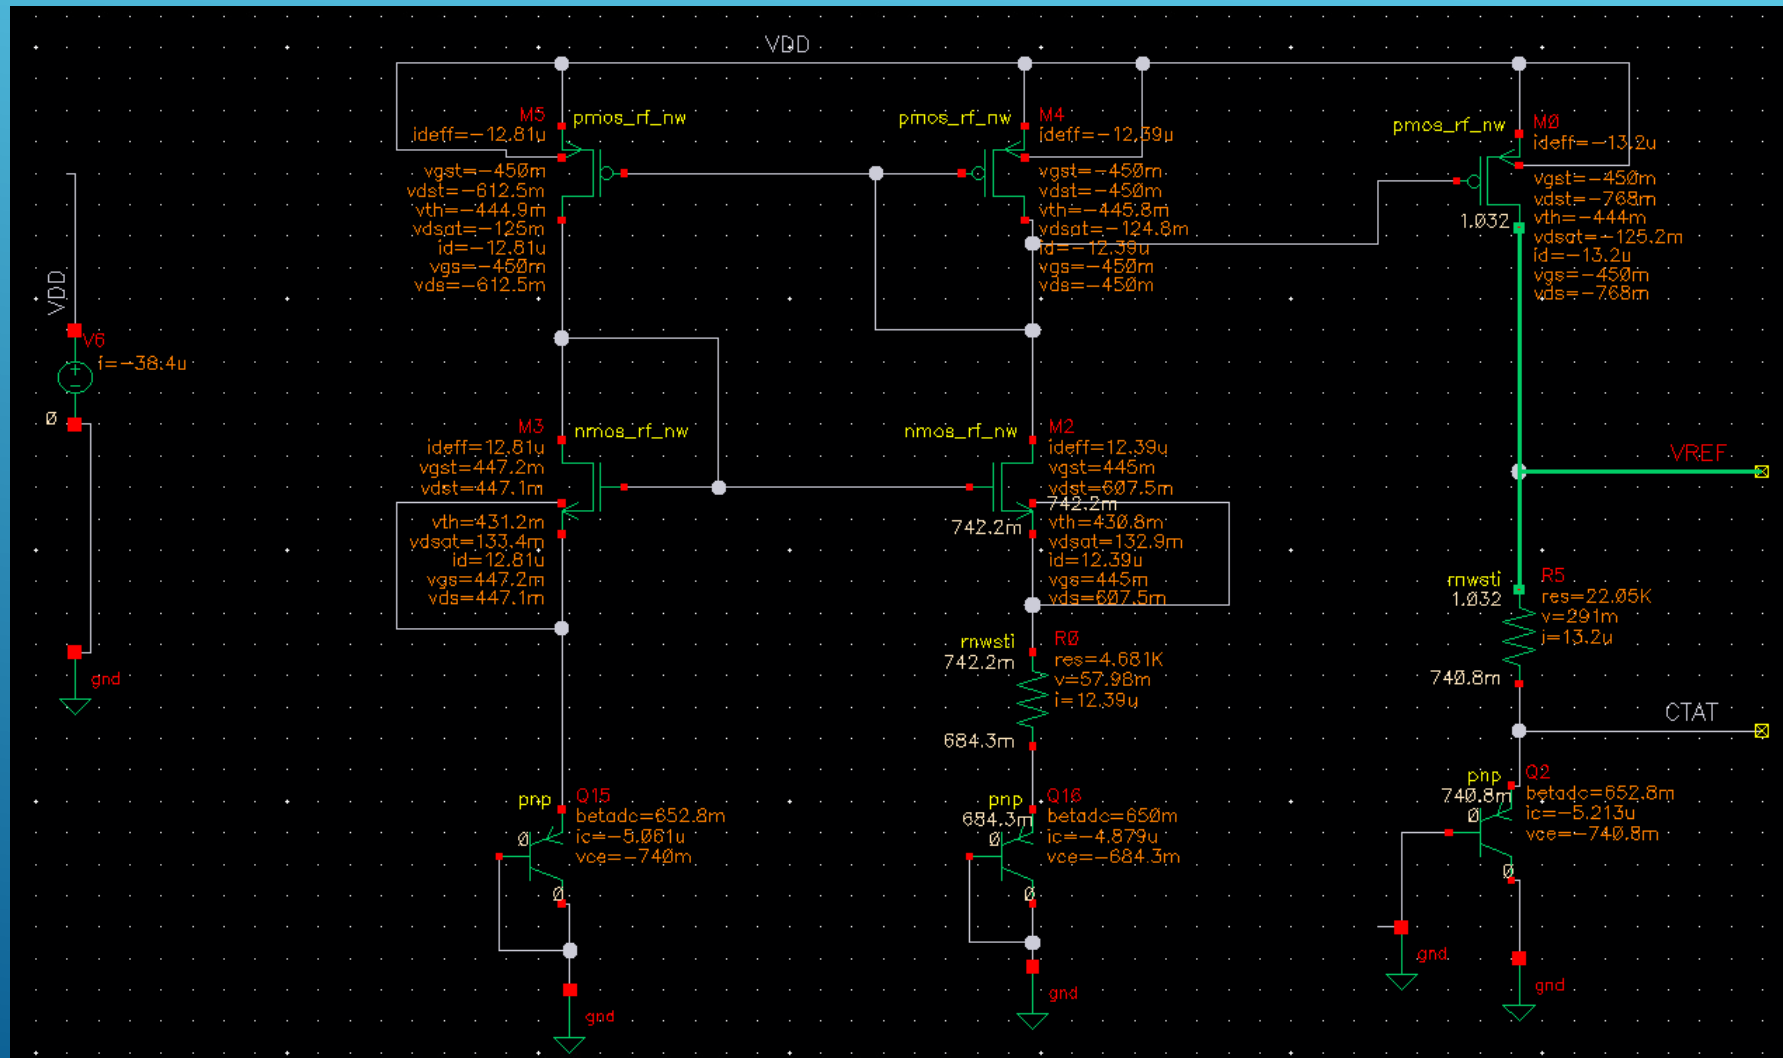 VDD
M5
pmos_rf_nw
ideff=-12.81u
vgst=-450m
vdst=-612.5m
vth=-444.9m
vdsat=-125m
id=-12.81u
vgs=-450m
vds=-612.5m
pmos_rf_nw
M4
ideff=-12.39u
vgst=-450m
vdst=-450m
vth=-445.8m
vdsat=-124.8m
id=-12.39u
vgs=-450m
vds=-450m
pmos_rf_nw
M0
ideff=-13.2u
vgst=-450m
vdst=-768m
vth=-444m
vdsat=-125.2m
id=-13.2u
vgs=-450m
vds=-768m
1.032
VDD
V6
i=-38.4u
0
gnd
M3
nmos_rf_nw
ideff=12.81u
vgst=447.2m
vdst=447.1m
vth=431.2m
vdsat=133.4m
id=12.81u
vgs=447.2m
vds=447.1m
nmos_rf_nw
M2
ideff=12.39u
vgst=445m
vdst=607.5m
742.2m
742.2m
vth=430.8m
vdsat=132.9m
id=12.39u
vgs=445m
vds=607.5m
VREF
rnwsti
R5
1.032
res=22.05K
v=291m
i=13.2u
740.8m
rnwsti
R0
742.2m
res=4.681K
v=57.98m
i=12.39u
684.3m
CTAT
pnp
Q15
betadc=652.8m
0
ic=-5.061u
vce=-740m
0
gnd
pnp
Q16
684.3m
betadc=650m
0
ic=-4.879u
vce=-684.3m
0
gnd
pnp
Q2
740.8m
betadc=652.8m
0
ic=-5.213u
vce=-740.8m
0
gnd
gnd